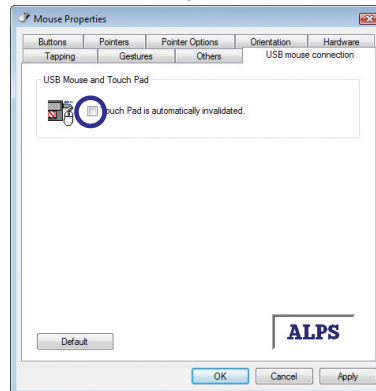 Mouse Properties
Buttons Pointers Pointer Options Orientation Hardware
Tapping Gestures Others USB mouse connection
USB Mouse and Touch Pad
Touch Pad is automatically invalidated.
ALPS
Default
OK Cancel Apply